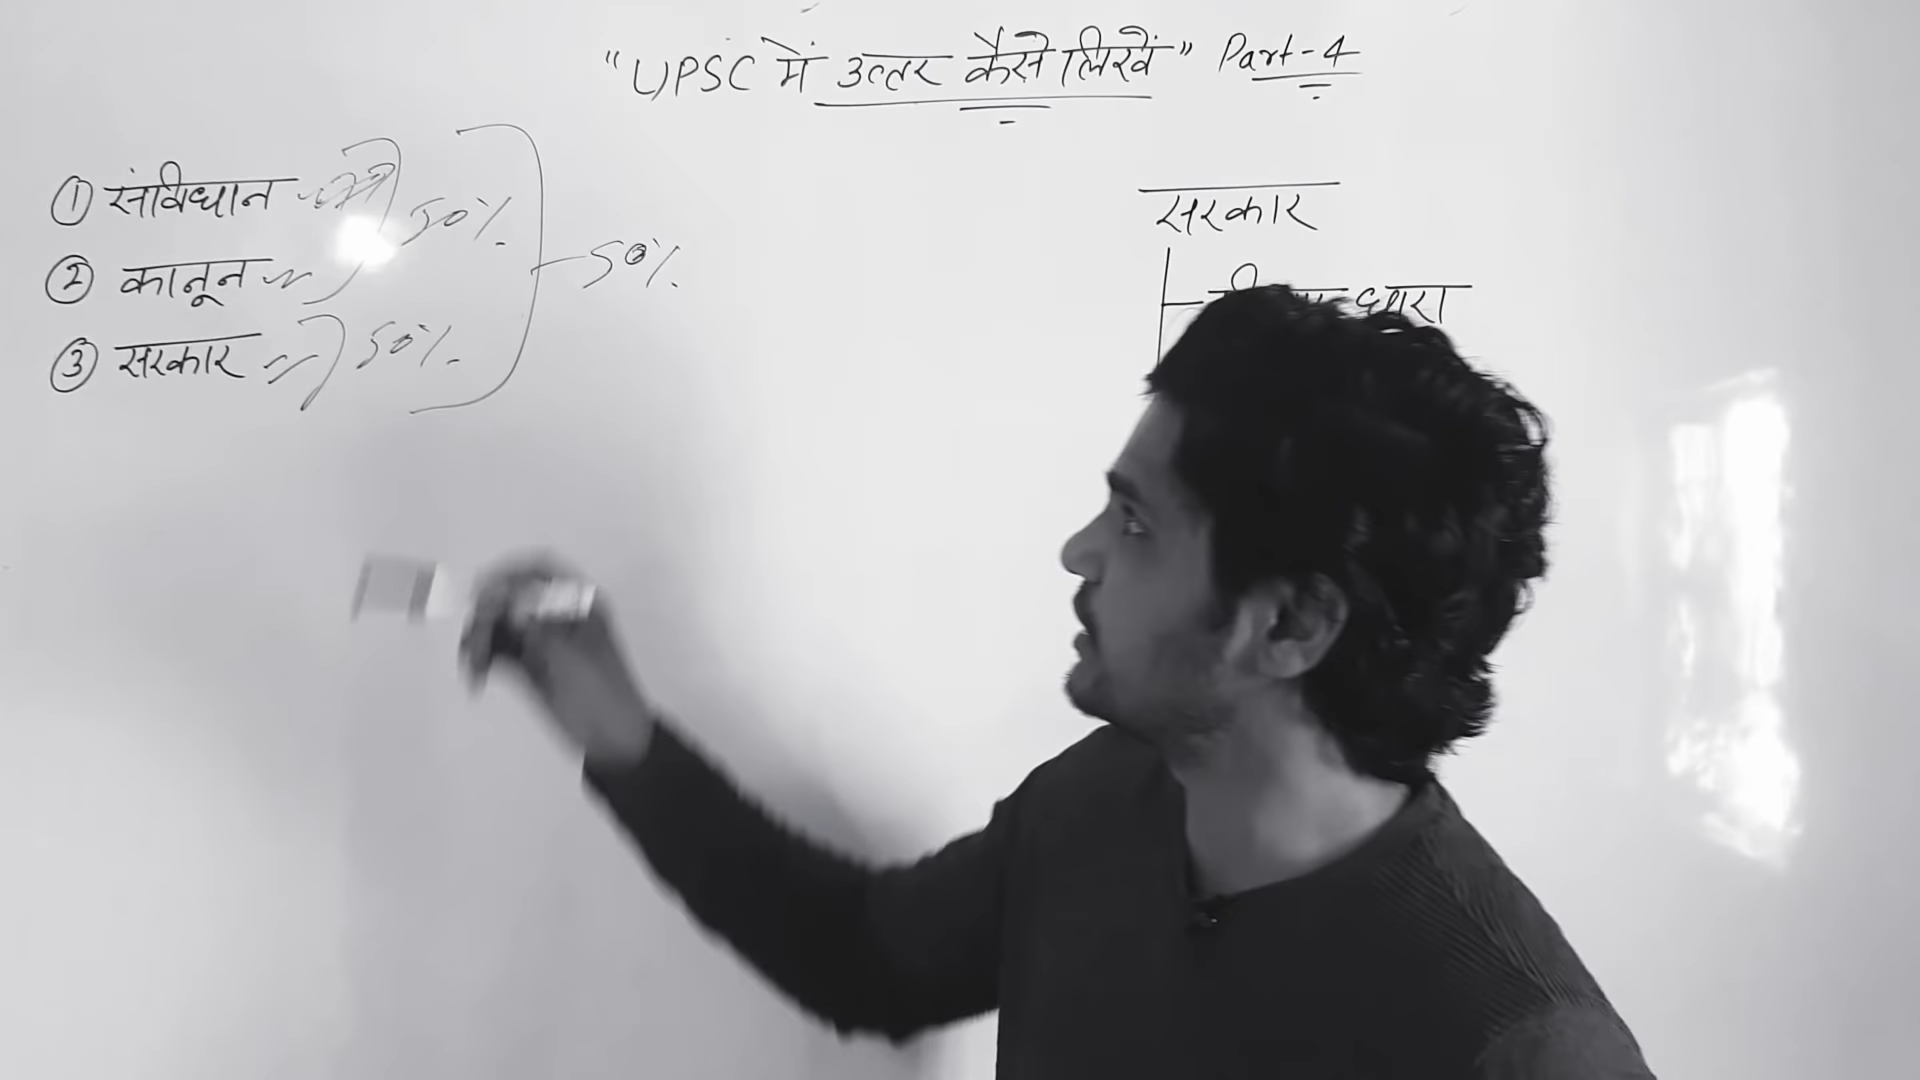 "UPSC में उत्तर कैसे लिखें" Part-4
① संविधान
② कानून
③ सरकार
50%.
50%.
50%.
सरकार
धारा